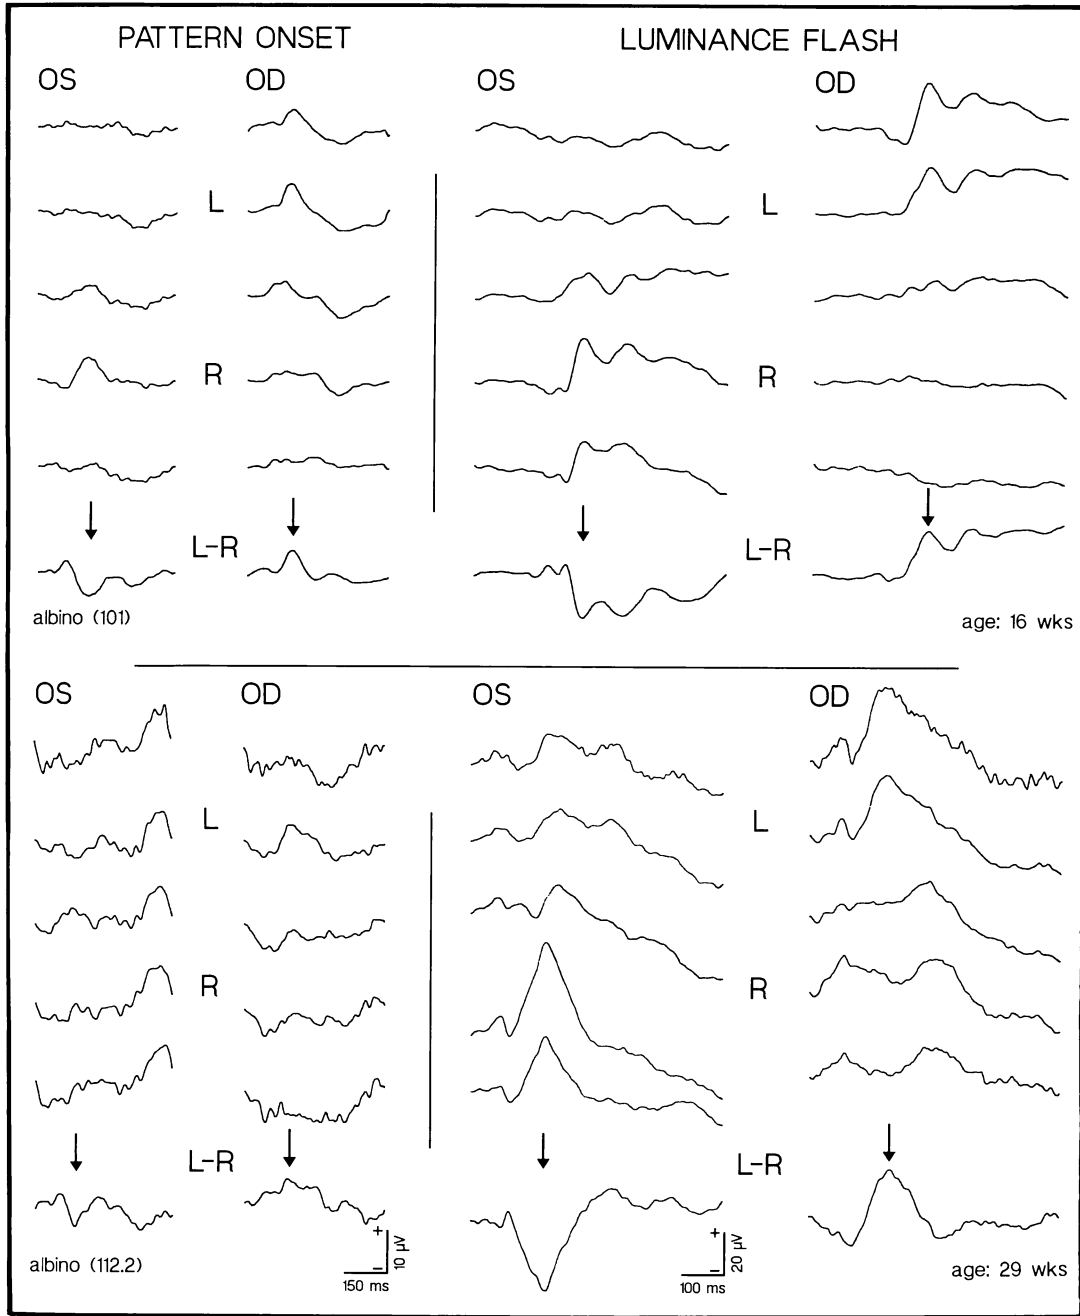 PATTERN ONSET
LUMINANCE FLASH
OS
OD
OS
OD
L
L
R
R
L-R
L-R
albino (101)
age: 16 wks
OS
OD
OS
OD
L
L
R
R
L-R
L-R
+
−
10 µV
150 ms
+
−
20 µV
100 ms
albino (112.2)
age: 29 wks